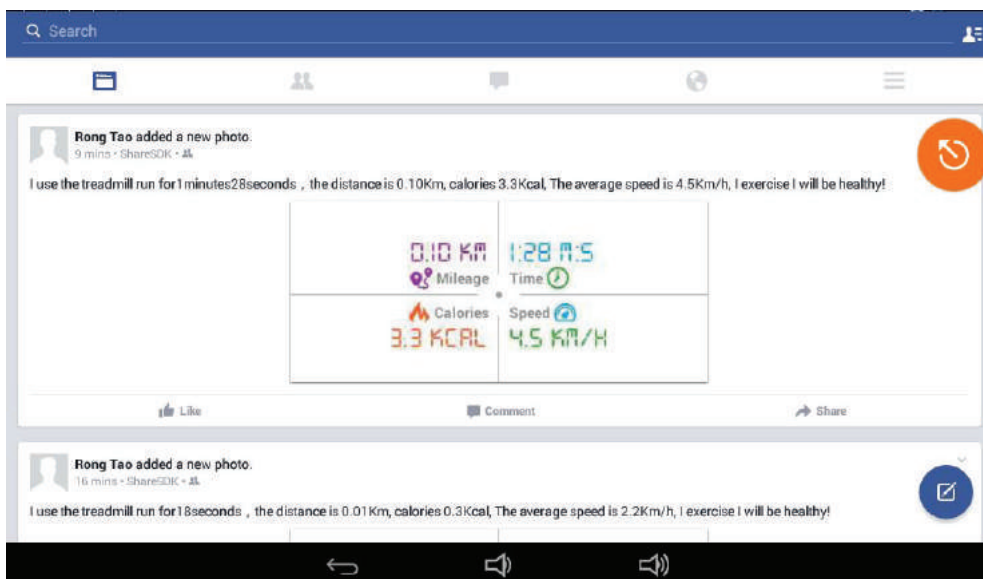 Search
Rong Tao added a new photo.
9 mins • ShareSDK •
I use the treadmill run for1minutes28seconds , the distance is 0.10Km, calories 3.3Kcal, The average speed is 4.5Km/h, I exercise I will be healthy!
0.10 KM 1:28 M:S
Mileage Time
Calories Speed
3.3 KCAL 4.5 KM/H
Like Comment Share
Rong Tao added a new photo.
16 mins • ShareSDK •
I use the treadmill run for18seconds , the distance is 0.01Km, calories 0.3Kcal, The average speed is 2.2Km/h, I exercise I will be healthy!